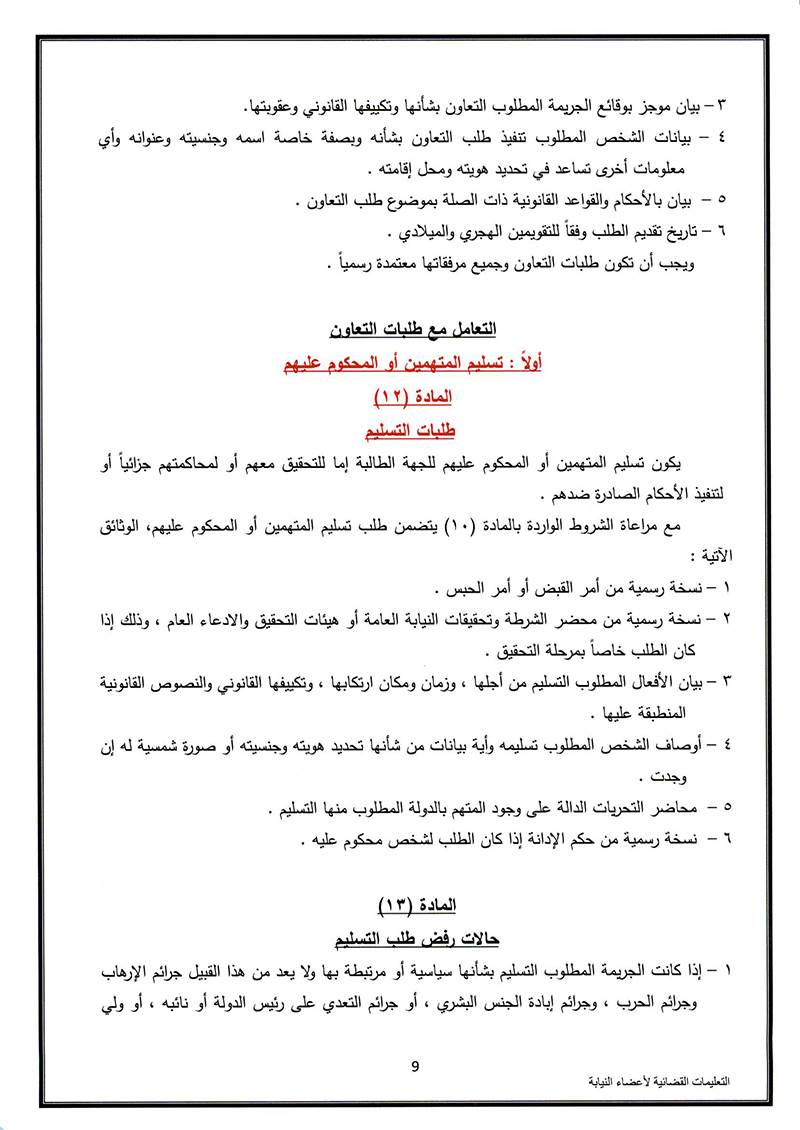 ٣ – بيان موجز بوقائع الجريمة المطلوب التعاون بشأنها وتكييفها القانوني وعقوبتها.
٤ – بيانات الشخص المطلوب تنفيذ طلب التعاون بشأنه وبصفة خاصة اسمه وجنسيته وعنوانه وأي
معلومات أخرى تساعد في تحديد هويته ومحل إقامته .
٥ – بيان بالأحكام والقواعد القانونية ذات الصلة بموضوع طلب التعاون .
٦ – تاريخ تقديم الطلب وفقاً للتقويمين الهجري والميلادي .
ويجب أن تكون طلبات التعاون وجميع مرفقاتها معتمدة رسمياً .
التعامل مع طلبات التعاون
أولاً : تسليم المتهمين أو المحكوم عليهم
المادة (١٢)
طلبات التسليم
يكون تسليم المتهمين أو المحكوم عليهم للجهة الطالبة إما للتحقيق معهم أو لمحاكمتهم جزائياً أو
لتنفيذ الأحكام الصادرة ضدهم .
مع مراعاة الشروط الواردة بالمادة (١٠) يتضمن طلب تسليم المتهمين أو المحكوم عليهم، الوثائق
الآتية :
١ – نسخة رسمية من أمر القبض أو أمر الحبس .
٢ – نسخة رسمية من محضر الشرطة وتحقيقات النيابة العامة أو هيئات التحقيق والادعاء العام ، وذلك إذا
كان الطلب خاصاً بمرحلة التحقيق .
٣ – بيان الأفعال المطلوب التسليم من أجلها ، وزمان ومكان ارتكابها ، وتكييفها القانوني والنصوص القانونية
المنطبقة عليها .
٤ – أوصاف الشخص المطلوب تسليمه وأية بيانات من شأنها تحديد هويته وجنسيته أو صورة شمسية له إن
وجدت .
٥ – محاضر التحريات الدالة على وجود المتهم بالدولة المطلوب منها التسليم .
٦ – نسخة رسمية من حكم الإدانة إذا كان الطلب لشخص محكوم عليه .
المادة (١٣)
حالات رفض طلب التسليم
١ – إذا كانت الجريمة المطلوب التسليم بشأنها سياسية أو مرتبطة بها ولا يعد من هذا القبيل جرائم الإرهاب
وجرائم الحرب ، وجرائم إبادة الجنس البشري ، أو جرائم التعدي على رئيس الدولة أو نائبه ، أو ولي
9
التعليمات القضائية لأعضاء النيابة